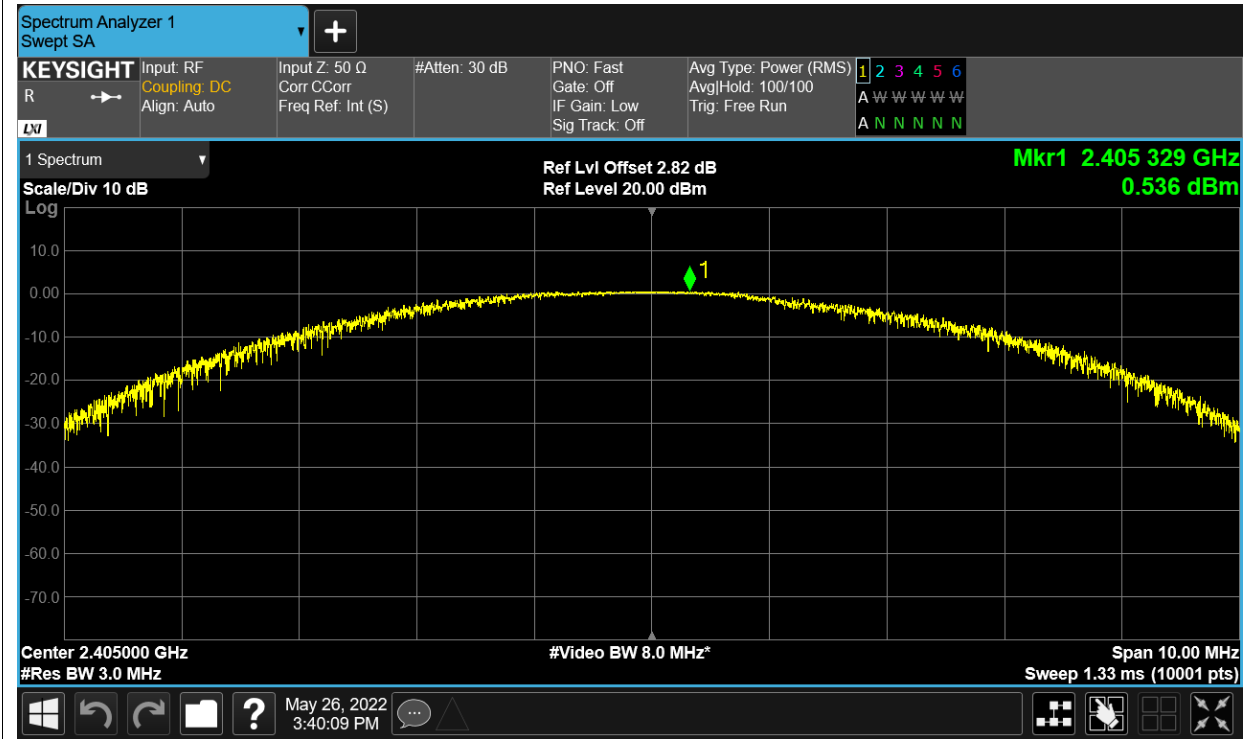 Spectrum Analyzer 1
Swept SA
KEYSIGHT
R
LXI
Input: RF
Coupling: DC
Align: Auto
Input Z: 50 Ω
Corr CCorr
Freq Ref: Int (S)
#Atten: 30 dB
PNO: Fast
Gate: Off
IF Gain: Low
Sig Track: Off
Avg Type: Power (RMS)
Avg|Hold: 100/100
Trig: Free Run
1 2 3 4 5 6
A W W W W W
A N N N N N
1 Spectrum
Scale/Div 10 dB
Log
Ref Lvl Offset 2.82 dB
Ref Level 20.00 dBm
Mkr1 2.405 329 GHz
0.536 dBm
10.0
0.00
-10.0
-20.0
-30.0
-40.0
-50.0
-60.0
-70.0
1
Center 2.405000 GHz
#Res BW 3.0 MHz
#Video BW 8.0 MHz*
Span 10.00 MHz
Sweep 1.33 ms (10001 pts)
?
May 26, 2022
3:40:09 PM